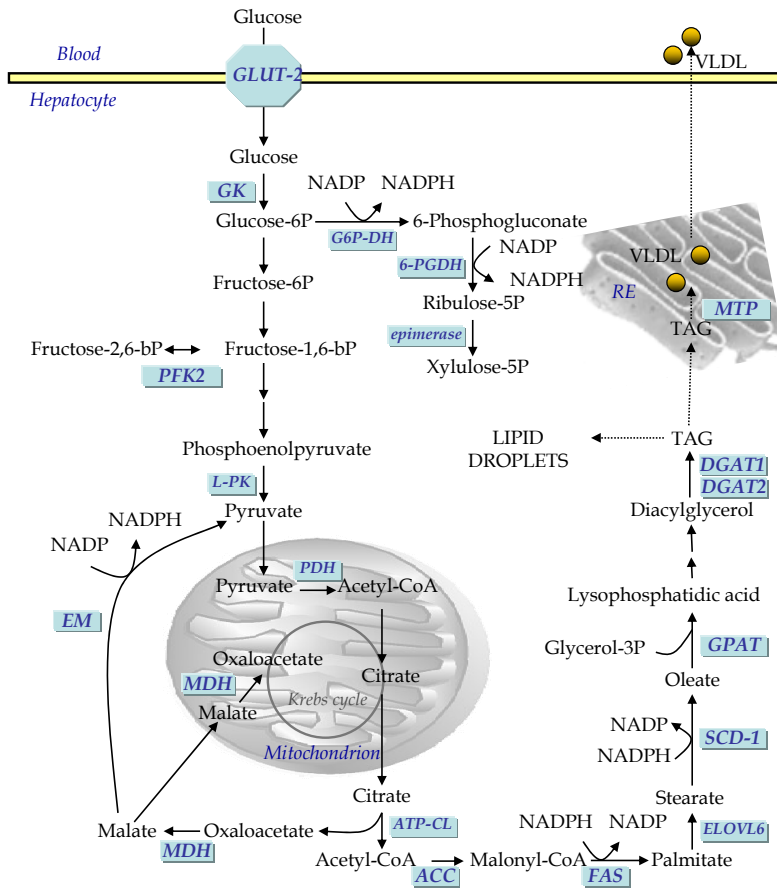 Glucose
Blood
GLUT-2
VLDL
Hepatocyte
Glucose
GK
NADP NADPH
Glucose-6P
6-Phosphogluconate
G6P-DH
NADP
6-PGDH
NADPH
VLDL
Fructose-6P
RE
Ribulose-5P
MTP
TAG
epimerase
Fructose-2,6-bP
Fructose-1,6-bP
PFK2
Xylulose-5P
Phosphoenolpyruvate
LIPID
DROPLETS
TAG
DGAT1
DGAT2
L-PK
Pyruvate
Diacylglycerol
NADPH
NADP
PDH
Pyruvate
Acetyl-CoA
Lysophosphatidic acid
EM
Glycerol-3P
GPAT
Oxaloacetate
Citrate
Oleate
MDH
Krebs cycle
Malate
NADP
SCD-1
Mitochondrion
NADPH
Citrate
Stearate
Malate
Oxaloacetate
ATP-CL
NADPH
NADP
ELOVL6
MDH
Acetyl-CoA
Malonyl-CoA
Palmitate
ACC
FAS